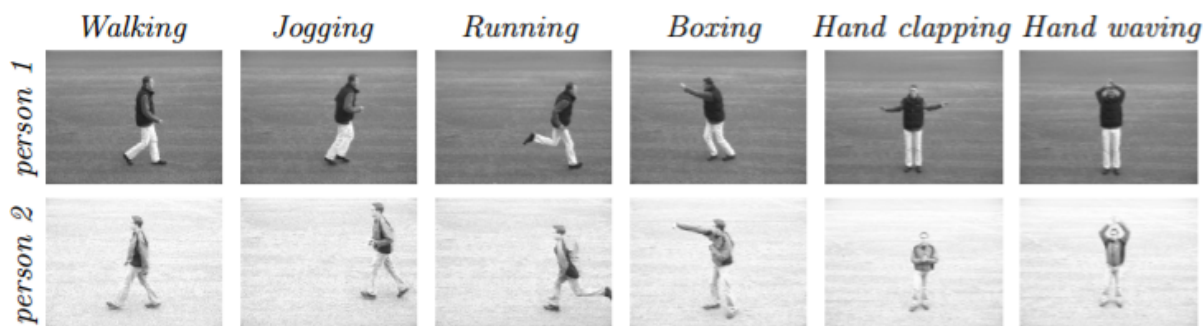 Walking Jogging Running Boxing Hand clapping Hand waving
person 1
person 2